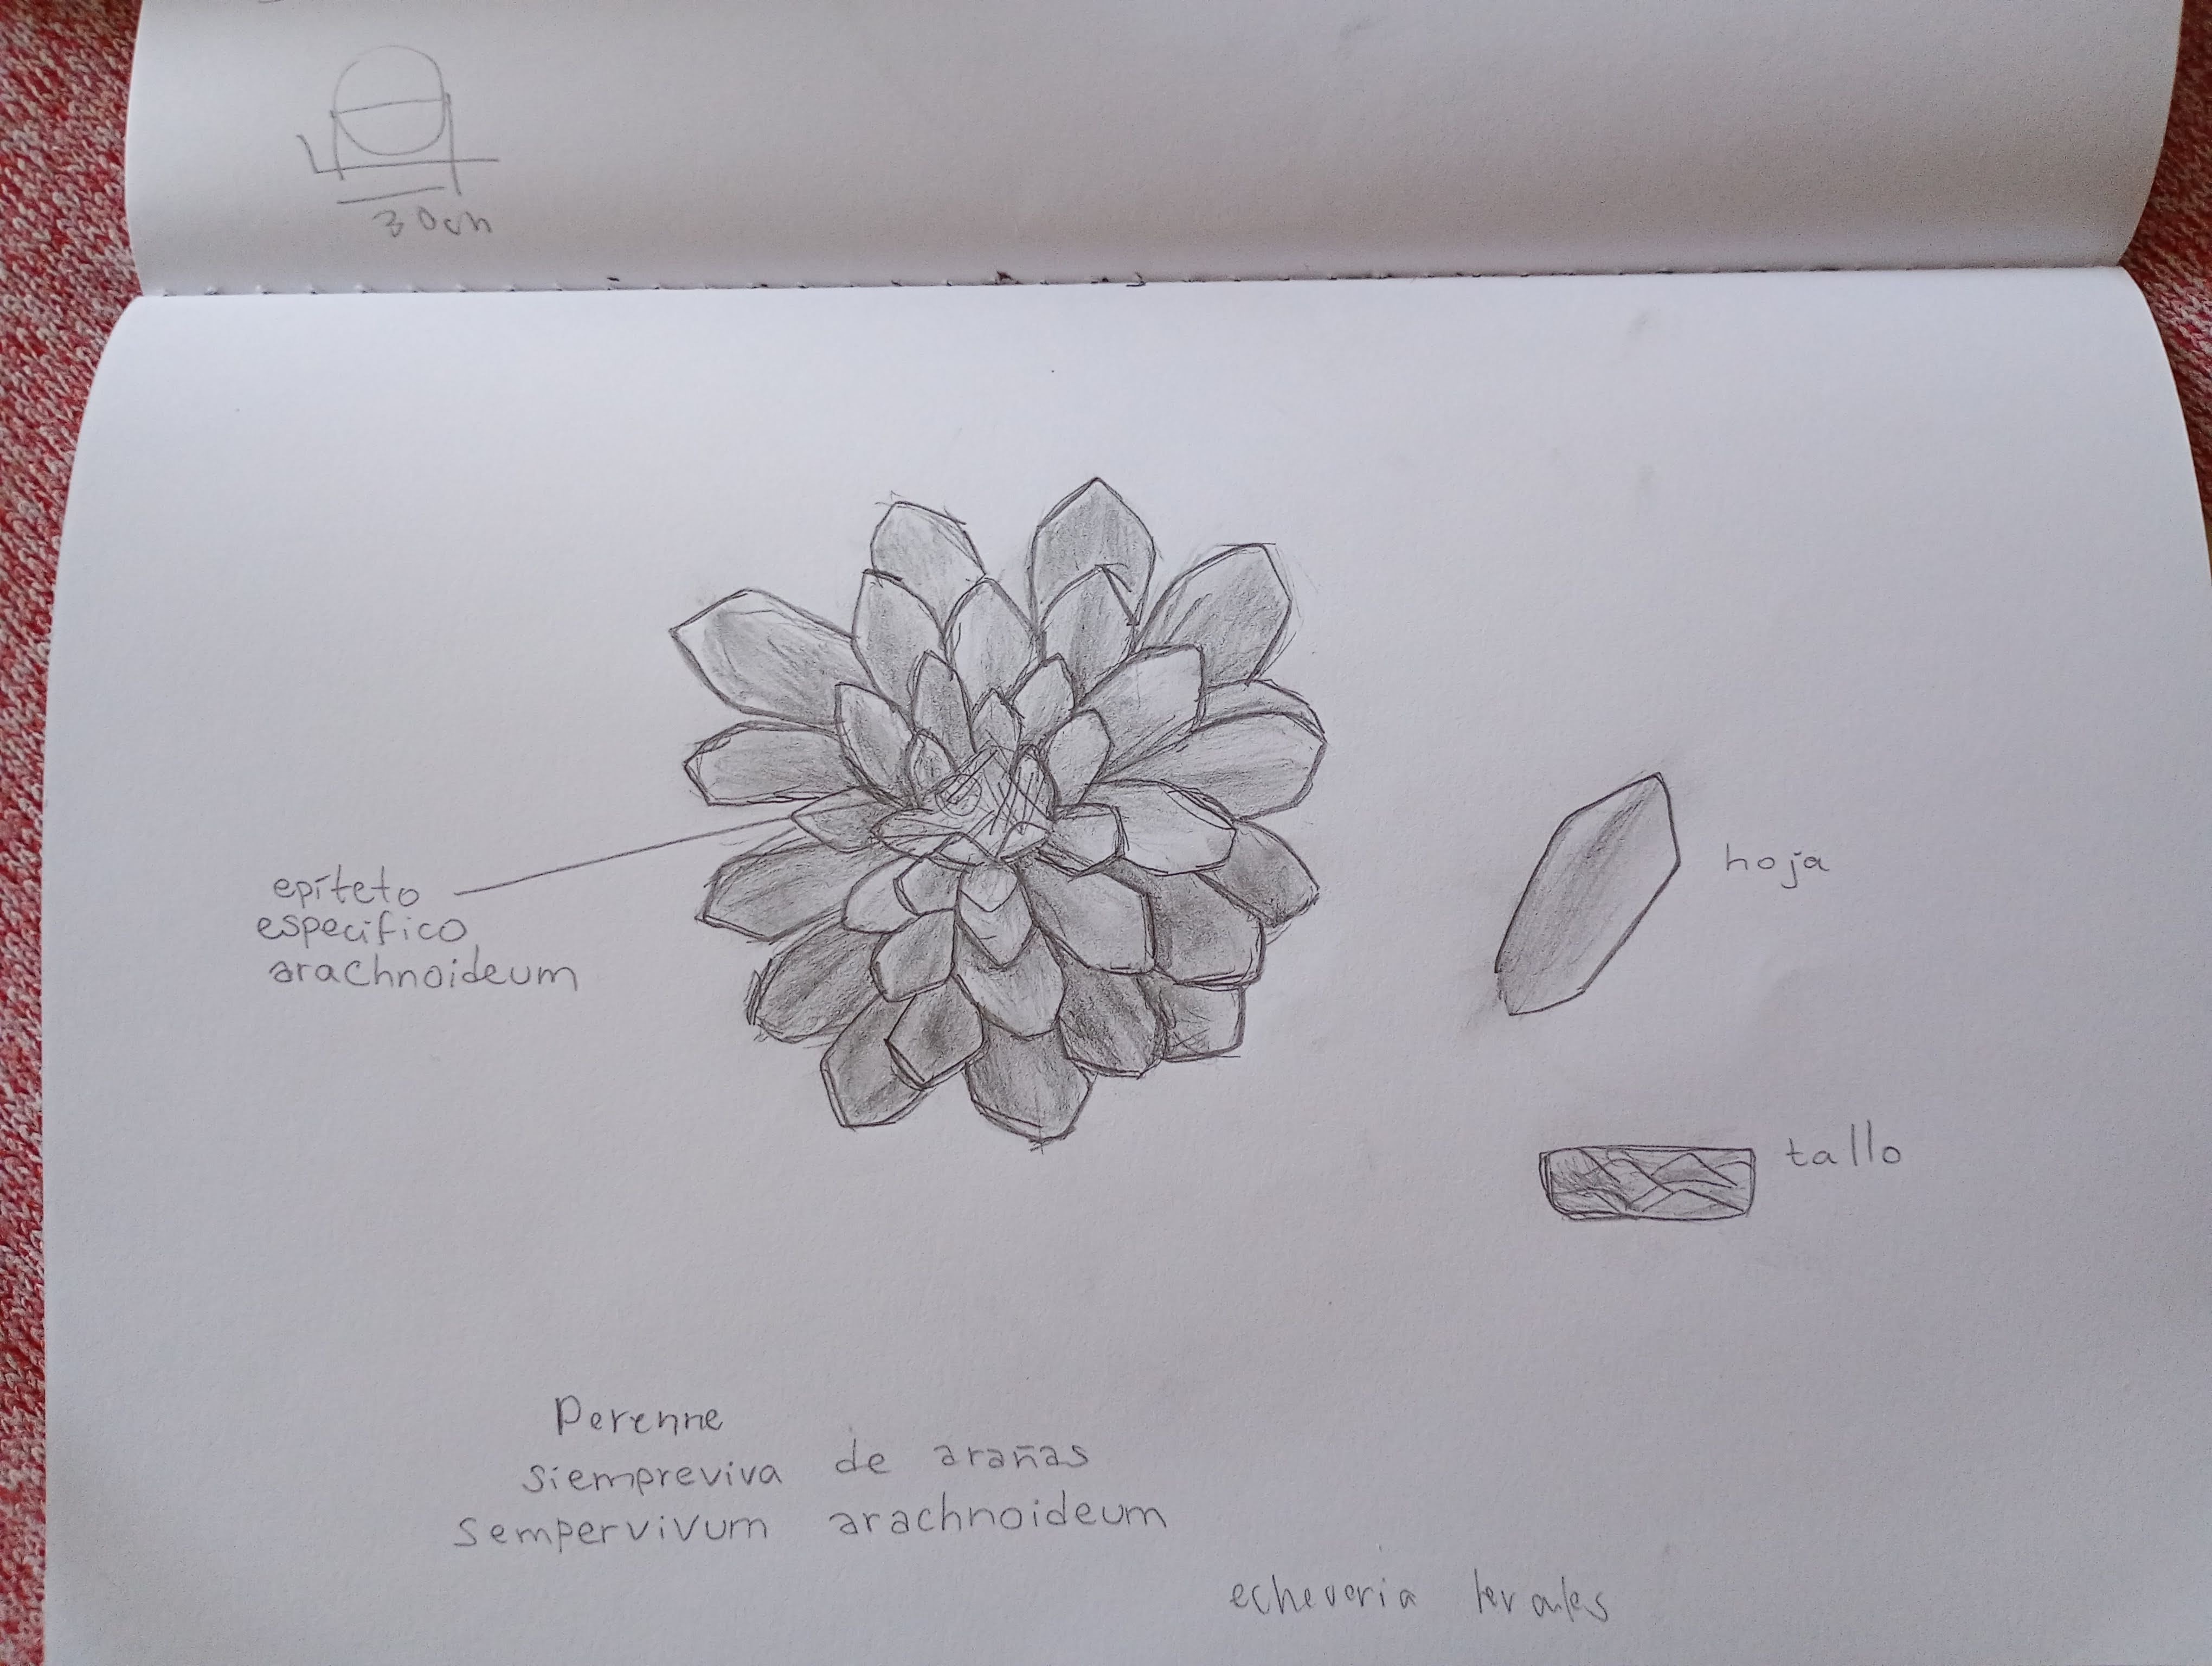 30cm
epíteto
especifico
arachnoideum
hoja
tallo
Perenne
siempreviva de arañas
Sempervivum arachnoideum
echeveria